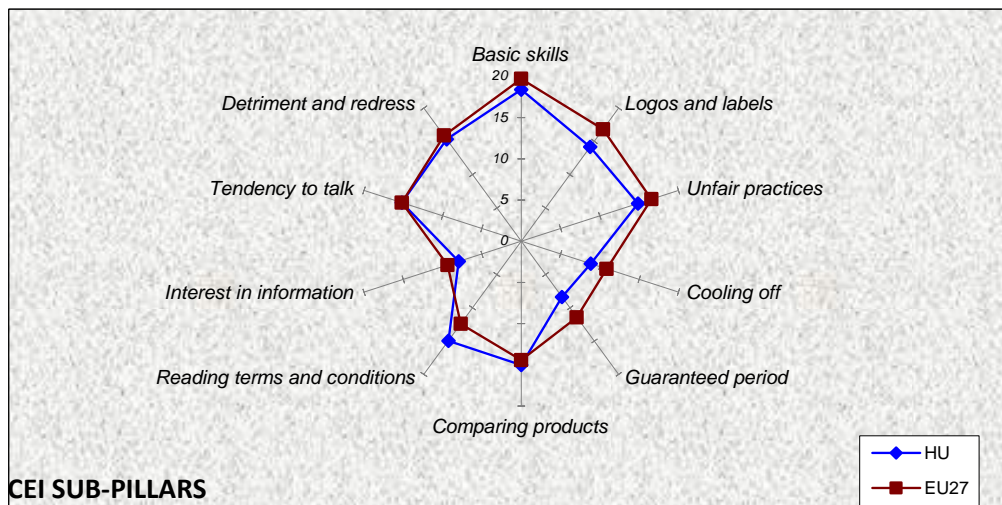 Basic skills
20
Detriment and redress
Logos and labels
15
10
Tendency to talk
Unfair practices
5
0
Interest in information
Cooling off
Reading terms and conditions
Guaranteed period
Comparing products
HU
EU27
CEI SUB-PILLARS